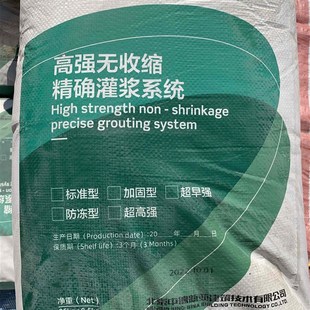 高强无收缩
精确灌浆系统
High strength non - shrinkage
precise grouting system
标准型 加固型 超早强
防冻型 超高强
生产日期 (Production date) :20 年 月 日
保质期 (Shelf life) :3个月 (3 Months)
净重 (Net)